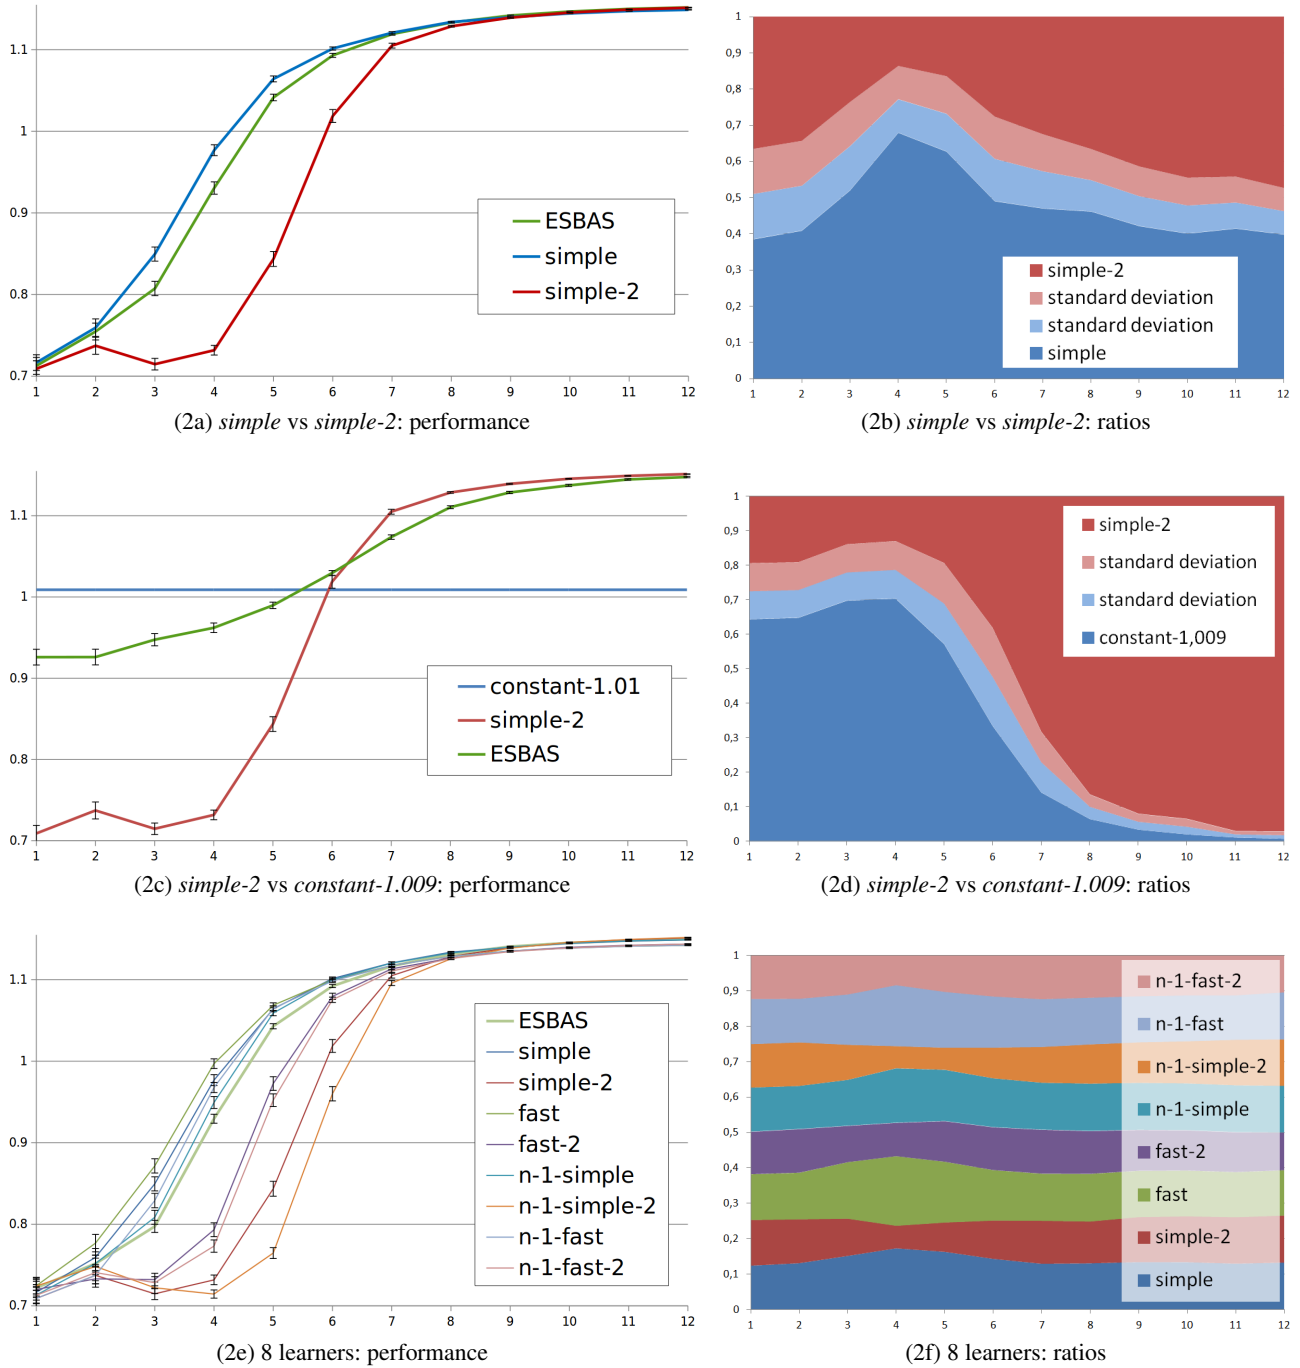 1.1
1
0.9
0.8
0.7
1 2 3 4 5 6 7 8 9 10 11 12
ESBAS
simple
simple-2
(2a) simple vs simple-2: performance
1
0,9
0,8
0,7
0,6
0,5
0,4
0,3
0,2
0,1
0
simple-2
standard deviation
standard deviation
simple
1 2 3 4 5 6 7 8 9 10 11 12
(2b) simple vs simple-2: ratios
1.1
1
0.9
0.8
0.7
1 2 3 4 5 6 7 8 9 10 11 12
constant-1.01
simple-2
ESBAS
(2c) simple-2 vs constant-1.009: performance
1
0,9
0,8
0,7
0,6
0,5
0,4
0,3
0,2
0,1
0
simple-2
standard deviation
standard deviation
constant-1,009
1 2 3 4 5 6 7 8 9 10 11 12
(2d) simple-2 vs constant-1.009: ratios
1.1
1
0.9
0.8
0.7
1 2 3 4 5 6 7 8 9 10 11 12
ESBAS
simple
simple-2
fast
fast-2
n-1-simple
n-1-simple-2
n-1-fast
n-1-fast-2
(2e) 8 learners: performance
1
0,9
0,8
0,7
0,6
0,5
0,4
0,3
0,2
0,1
0
n-1-fast-2
n-1-fast
n-1-simple-2
n-1-simple
fast-2
fast
simple-2
simple
1 2 3 4 5 6 7 8 9 10 11 12
(2f) 8 learners: ratios